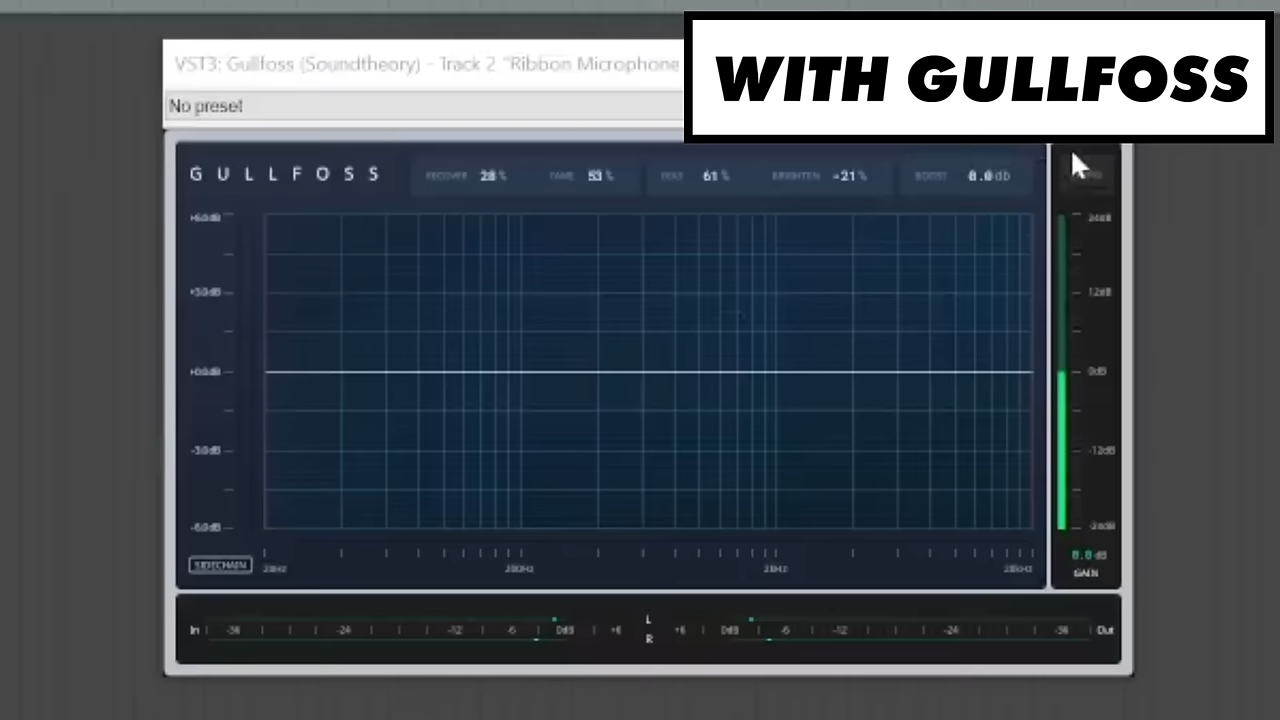 WITH GULLFOSS
VST3: Gullfoss (Soundtheory) - Track 2 "Ribbon Microphone
No preset
GULLFOSS
RECOVER 28% TAME 53% BIAS 61% BRIGHTEN -21% BOOST 0.0 dB
+6.0dB
+3.0dB
+0.0dB
-3.0dB
-6.0dB
24dB
12dB
0dB
-12dB
-24dB
0.0 dB
GAIN
SIDECHAIN 20Hz 200Hz 2kHz 20kHz
In -36 -24 -12 -6 0dB +6 L +6 0dB -6 -12 -24 -36 Out
R